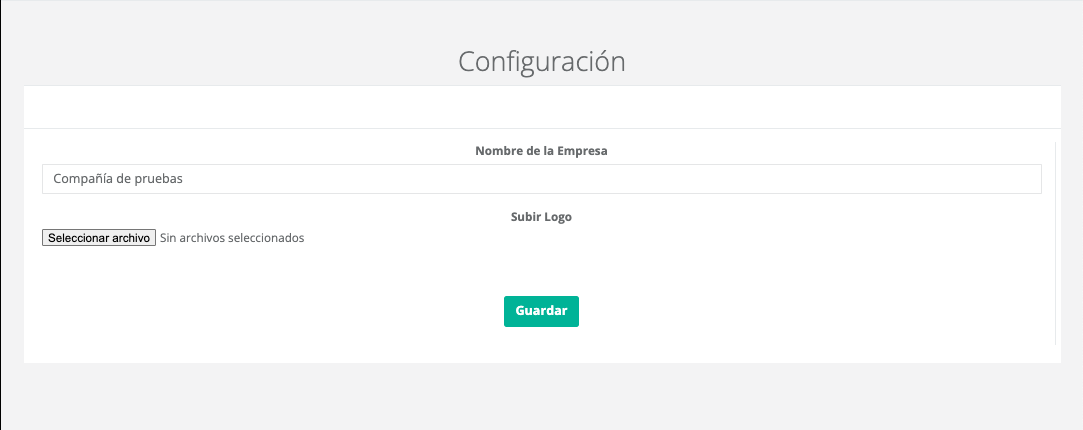 Configuración
Nombre de la Empresa
Compañía de pruebas
Subir Logo
Seleccionar archivo Sin archivos seleccionados
Guardar